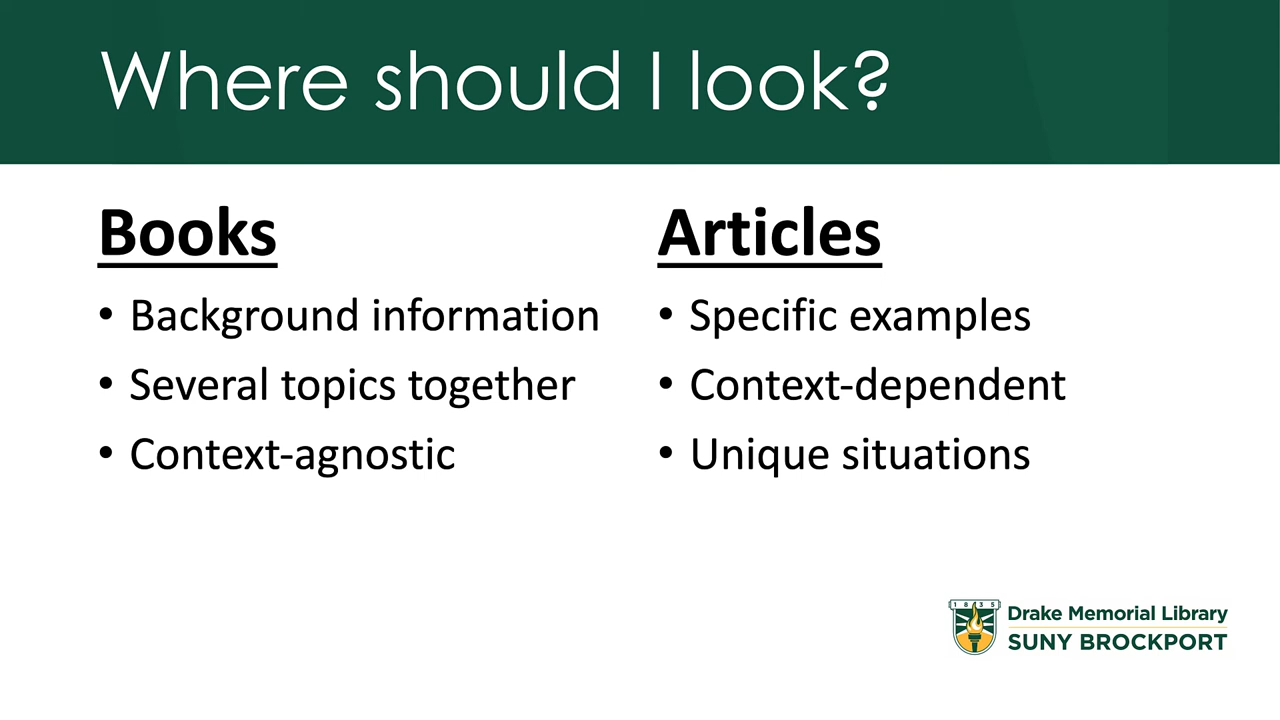 Where should I look?
Books
• Background information
• Several topics together
• Context-agnostic
Articles
• Specific examples
• Context-dependent
• Unique situations
1835
Drake Memorial Library
SUNY BROCKPORT